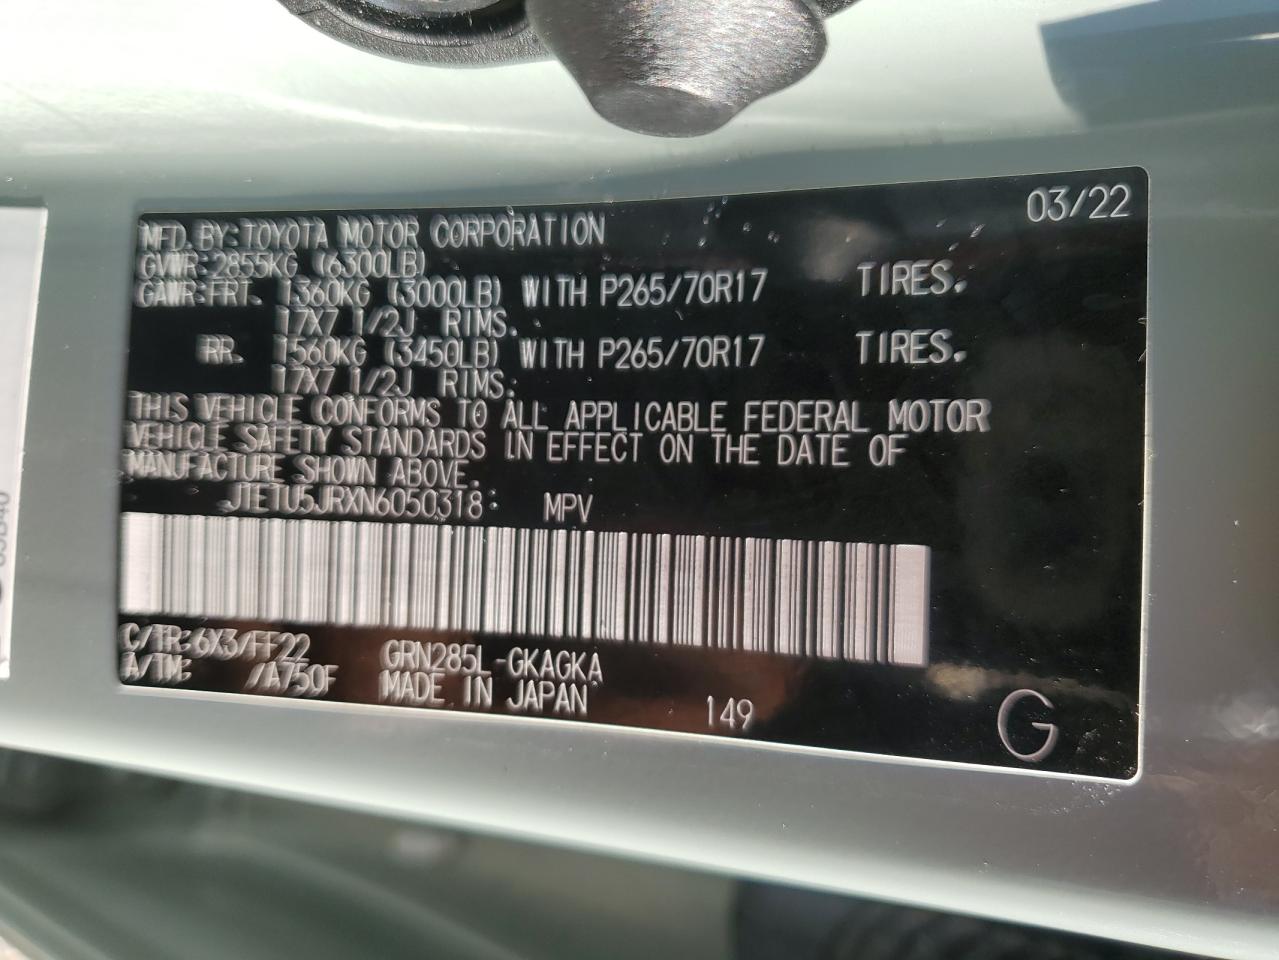 03/22
MFD. BY: TOYOTA MOTOR CORPORATION
GVWR: 2855KG (6300LB)
GAWR: FRT. 1360KG (3000LB) WITH P265/70R17 TIRES.
17X7 1/2J RIMS.
RR. 1560KG (3450LB) WITH P265/70R17 TIRES.
17X7 1/2J RIMS.
THIS VEHICLE CONFORMS TO ALL APPLICABLE FEDERAL MOTOR
VEHICLE SAFETY STANDARDS IN EFFECT ON THE DATE OF
MANUFACTURE SHOWN ABOVE.
JTETU5JRXN6050318: MPV
C/TR: 6X3/FF22 GRN285L-GKAGKA
A/TM: /A750F MADE IN JAPAN 149
G